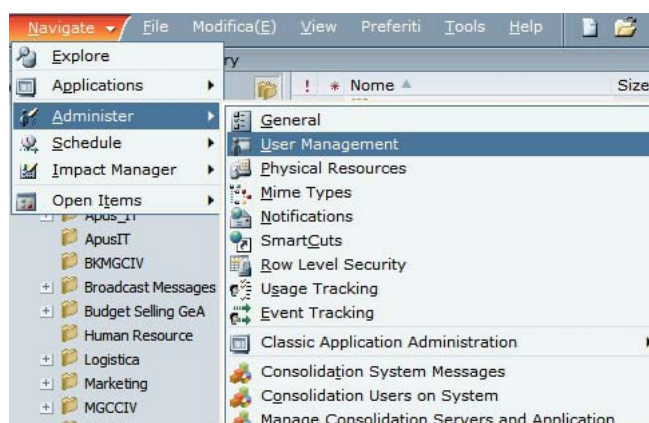 Navigate File Modifica(E) View Preferiti Tools Help
Explore
Applications
Administer
Schedule
Impact Manager
Open Items
ry
! * Nome Size
General
User Management
Physical Resources
Mime Types
Notifications
SmartCuts
Row Level Security
Usage Tracking
Event Tracking
Classic Application Administration
Consolidation System Messages
Consolidation Users on System
Manage Consolidation Servers and Application
Apus_IT
ApusIT
BKMGCIV
Broadcast Messages
Budget Selling GeA
Human Resource
Logistica
Marketing
MGCCIV